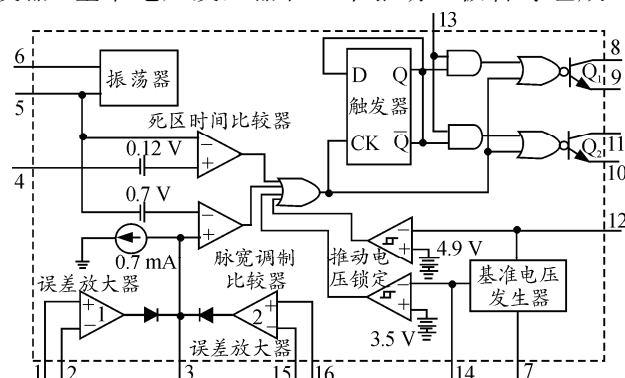 13
6
振荡器
5
D
Q
触发器
CK
Q̅
8
Q₁
9
11
Q₂
10
死区时间比较器
0.12 V
4
0.7 V
12
0.7 mA
脉宽调制
比较器
推动电
压锁定
4.9 V
基准电压
发生器
误差放大器
1
2
3.5 V
误差放大器
1
2
3
15
16
14
7